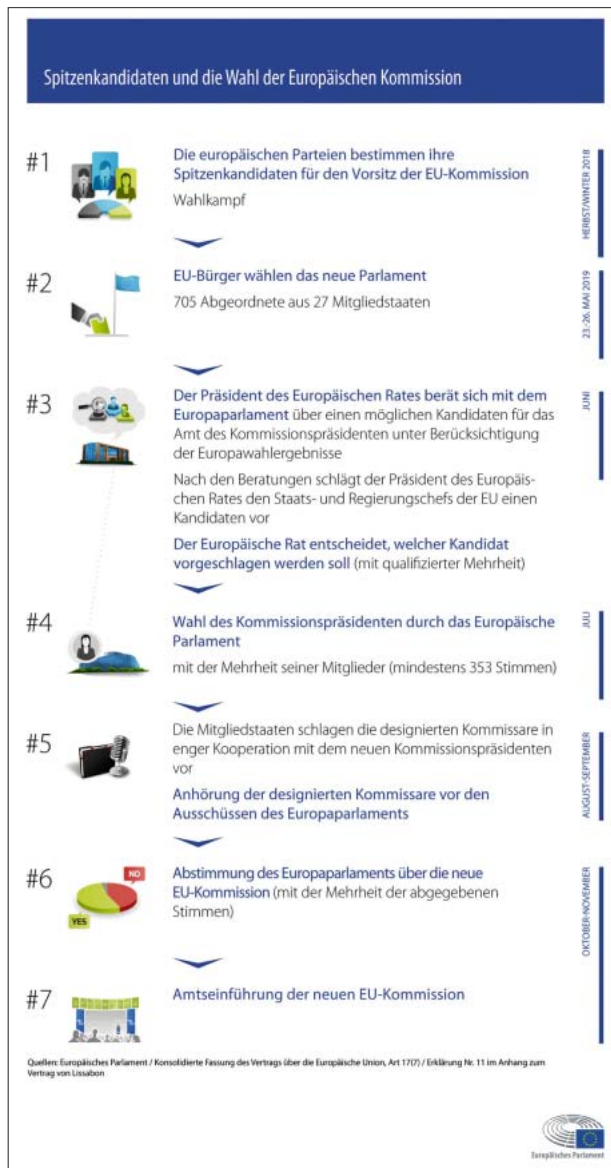 Spitzenkandidaten und die Wahl der Europäischen Kommission
#1
Die europäischen Parteien bestimmen ihre
Spitzenkandidaten für den Vorsitz der EU-Kommission
Wahlkampf
HERBST/WINTER 2018
#2
EU-Bürger wählen das neue Parlament
705 Abgeordnete aus 27 Mitgliedstaaten
23.-26. MAI 2019
#3
Der Präsident des Europäischen Rates berät sich mit dem
Europaparlament über einen möglichen Kandidaten für das
Amt des Kommissionspräsidenten unter Berücksichtigung
der Europawahlergebnisse
Nach den Beratungen schlägt der Präsident des Europäis-
chen Rates den Staats- und Regierungschefs der EU einen
Kandidaten vor
Der Europäische Rat entscheidet, welcher Kandidat
vorgeschlagen werden soll (mit qualifizierter Mehrheit)
JUNI
#4
Wahl des Kommissionspräsidenten durch das Europäische
Parlament
mit der Mehrheit seiner Mitglieder (mindestens 353 Stimmen)
JULI
#5
Die Mitgliedstaaten schlagen die designierten Kommissare in
enger Kooperation mit dem neuen Kommissionspräsidenten
vor
Anhörung der designierten Kommissare vor den
Ausschüssen des Europaparlaments
AUGUST-SEPTEMBER
#6
NO
YES
Abstimmung des Europaparlaments über die neue
EU-Kommission (mit der Mehrheit der abgegebenen
Stimmen)
OKTOBER-NOVEMBER
#7
Amtseinführung der neuen EU-Kommission
Quellen: Europäisches Parlament / Konsolidierte Fassung des Vertrags über die Europäische Union, Art 17(7) / Erklärung Nr. 11 im Anhang zum
Vertrag von Lissabon
Europäisches Parlament